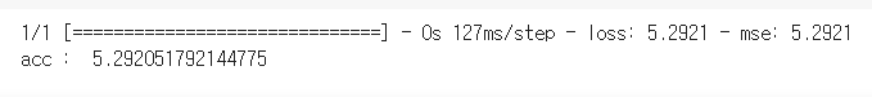 1/1 [==============================] - 0s 127ms/step - loss: 5.2921 - mse: 5.2921
acc :  5.292051792144775